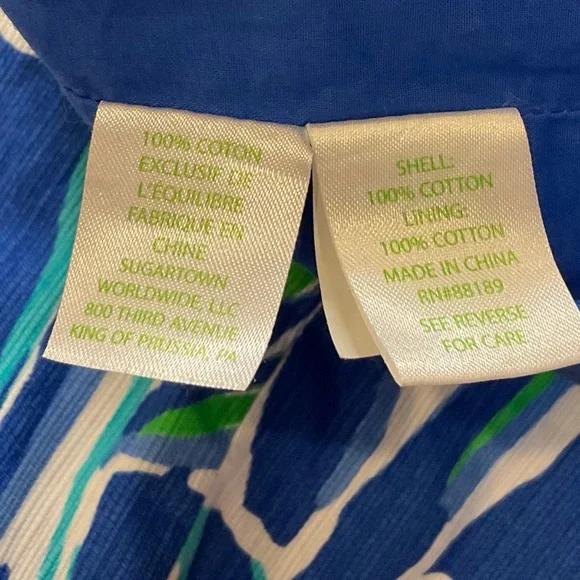 100% COTON
EXCLUSIF DE
L'EQUILIBRE
FABRIQUE EN
CHINE
SUGARTOWN
WORLDWIDE, LLC
800 THIRD AVENUE
KING OF PRUSSIA, PA
SHELL:
100% COTTON
LINING:
100% COTTON
MADE IN CHINA
RN#88189
SEE REVERSE
FOR CARE